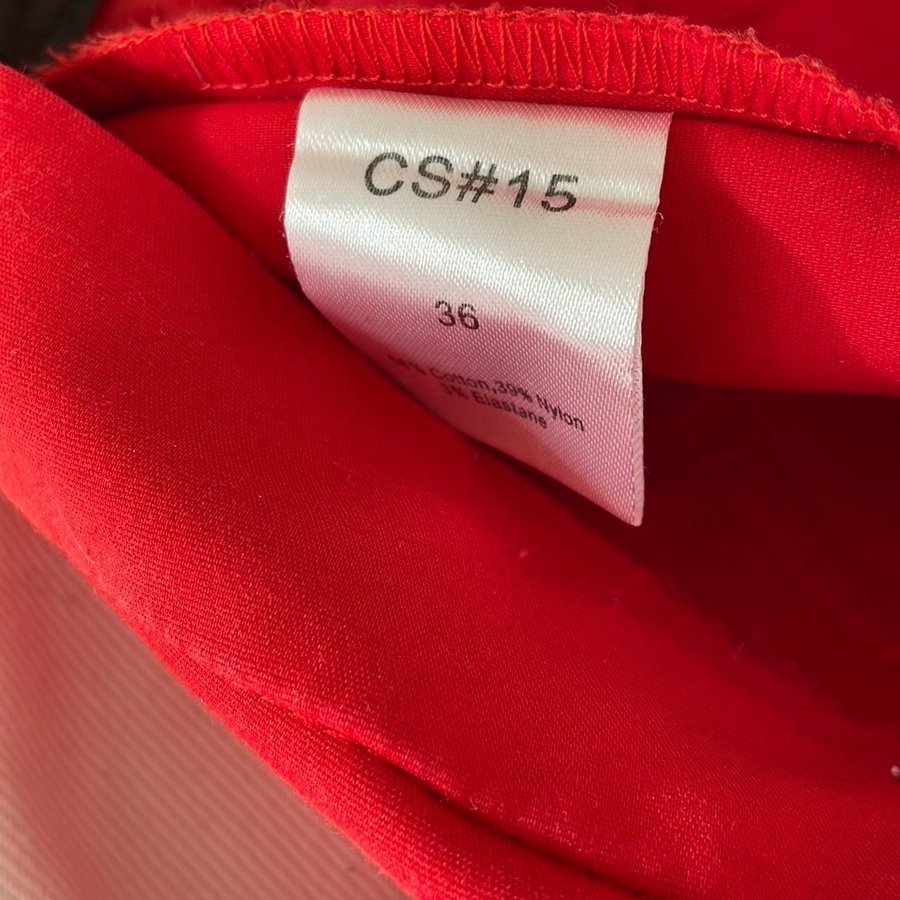 CS#15
36
Cotton,39% Nylon
3% Elastane